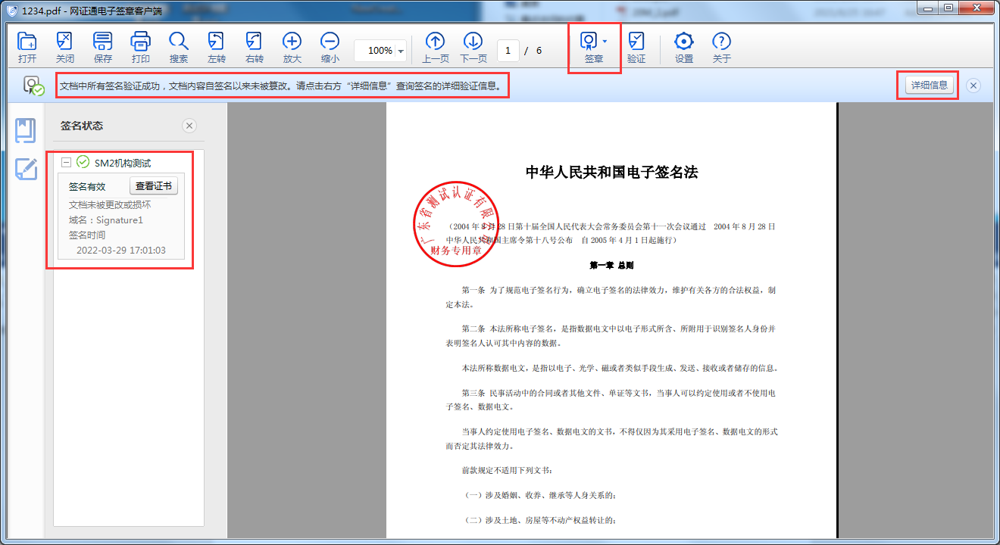 1234.pdf - 网证通电子签章客户端
打开 关闭 保存 打印 搜索 左转 右转 放大 缩小 100% 上一页 下一页 1 / 6 签章 验证 设置 关于
文档中所有签名验证成功，文档内容自签名以来未被篡改。请点击右方“详细信息”查询签名的详细验证信息。
详细信息
签名状态
SM2机构测试
签名有效 查看证书
文档未被更改或损坏
域名：Signature1
签名时间
2022-03-29 17:01:03
中华人民共和国电子签名法
广东省测试认证有限公司
财务专用章
（2004 年 8 月 28 日第十届全国人民代表大会常务委员会第十一次会议通过 2004 年 8 月 28 日
中华人民共和国主席令第十八号公布 自 2005 年 4 月 1 日起施行）
第一章 总则
第一条 为了规范电子签名行为，确立电子签名的法律效力，维护有关各方的合法权益，制
定本法。
第二条 本法所称电子签名，是指数据电文中以电子形式所含、所附用于识别签名人身份并
表明签名人认可其中内容的数据。
本法所称数据电文，是指以电子、光学、磁或者类似手段生成、发送、接收或者储存的信息。
第三条 民事活动中的合同或者其他文件、单证等文书，当事人可以约定使用或者不使用电
子签名、数据电文。
当事人约定使用电子签名、数据电文的文书，不得仅因为其采用电子签名、数据电文的形式
而否定其法律效力。
前款规定不适用下列文书：
（一）涉及婚姻、收养、继承等人身关系的；
（二）涉及土地、房屋等不动产权益转让的；